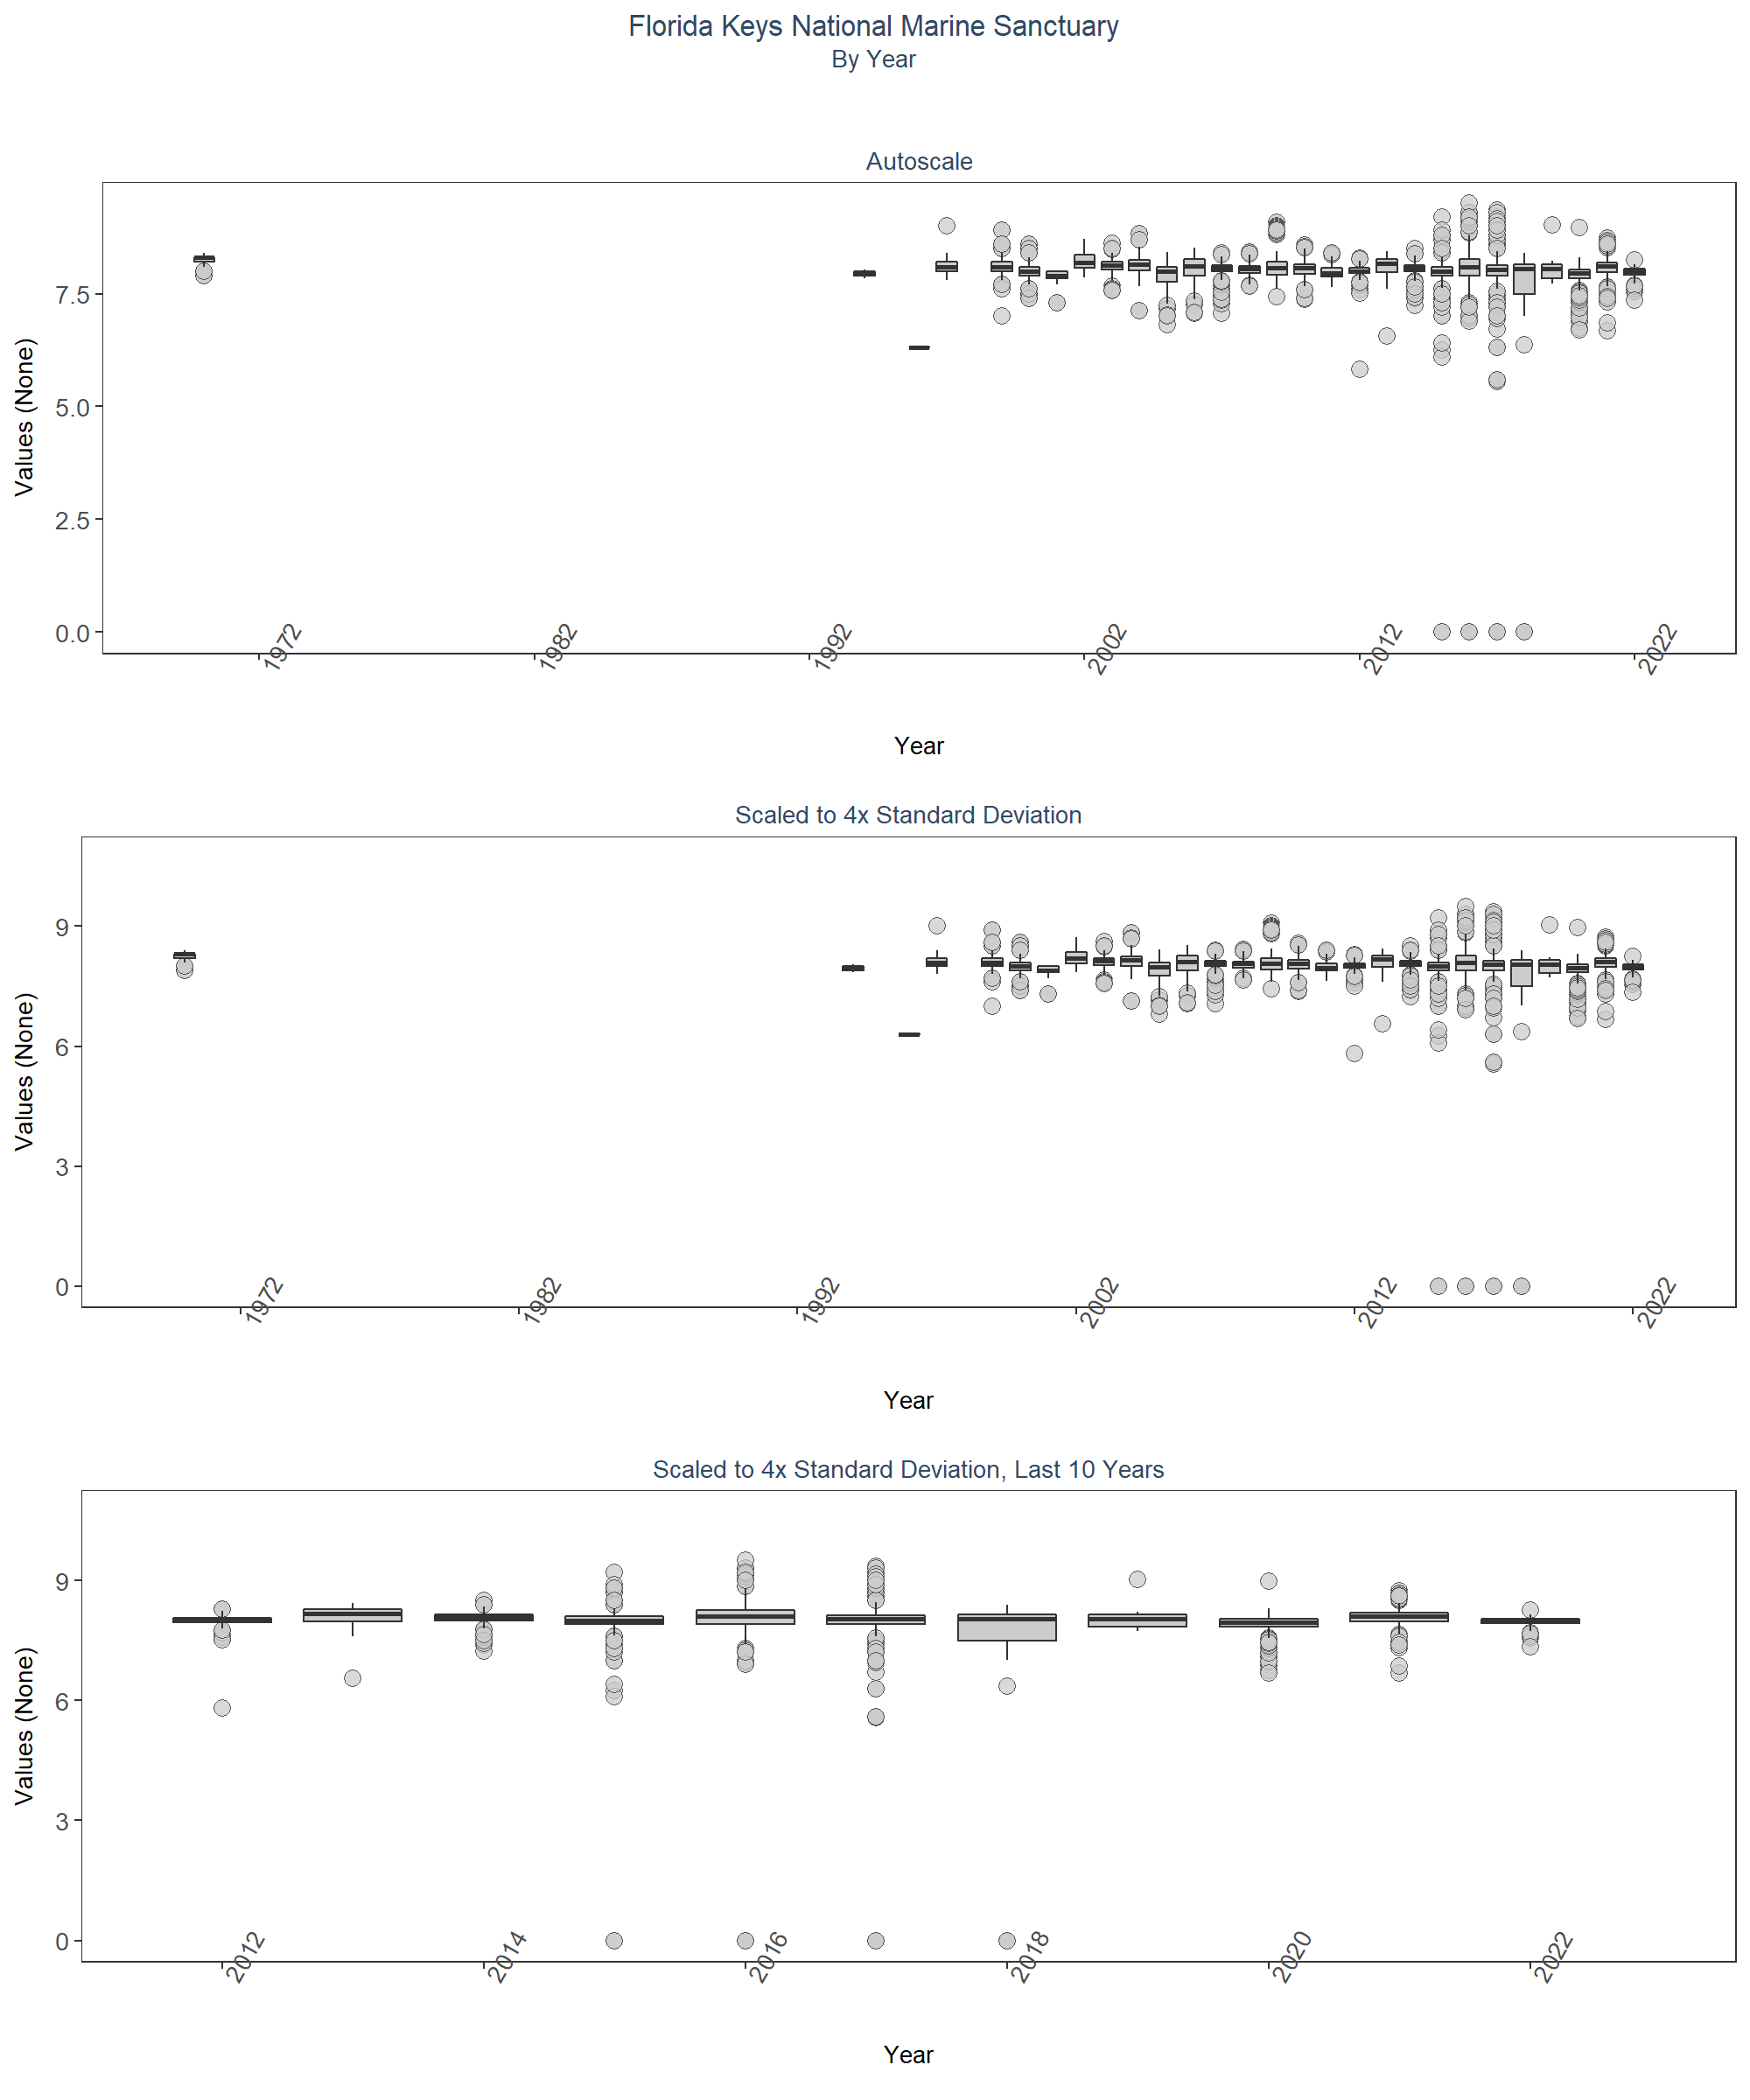 Florida Keys National Marine Sanctuary
By Year
Autoscale
Values (None)
7.5
5.0
2.5
0.0
1972
1982
1992
2002
2012
2022
Year
Scaled to 4x Standard Deviation
Values (None)
9
6
3
0
1972
1982
1992
2002
2012
2022
Year
Scaled to 4x Standard Deviation, Last 10 Years
Values (None)
9
6
3
0
2012
2014
2016
2018
2020
2022
Year